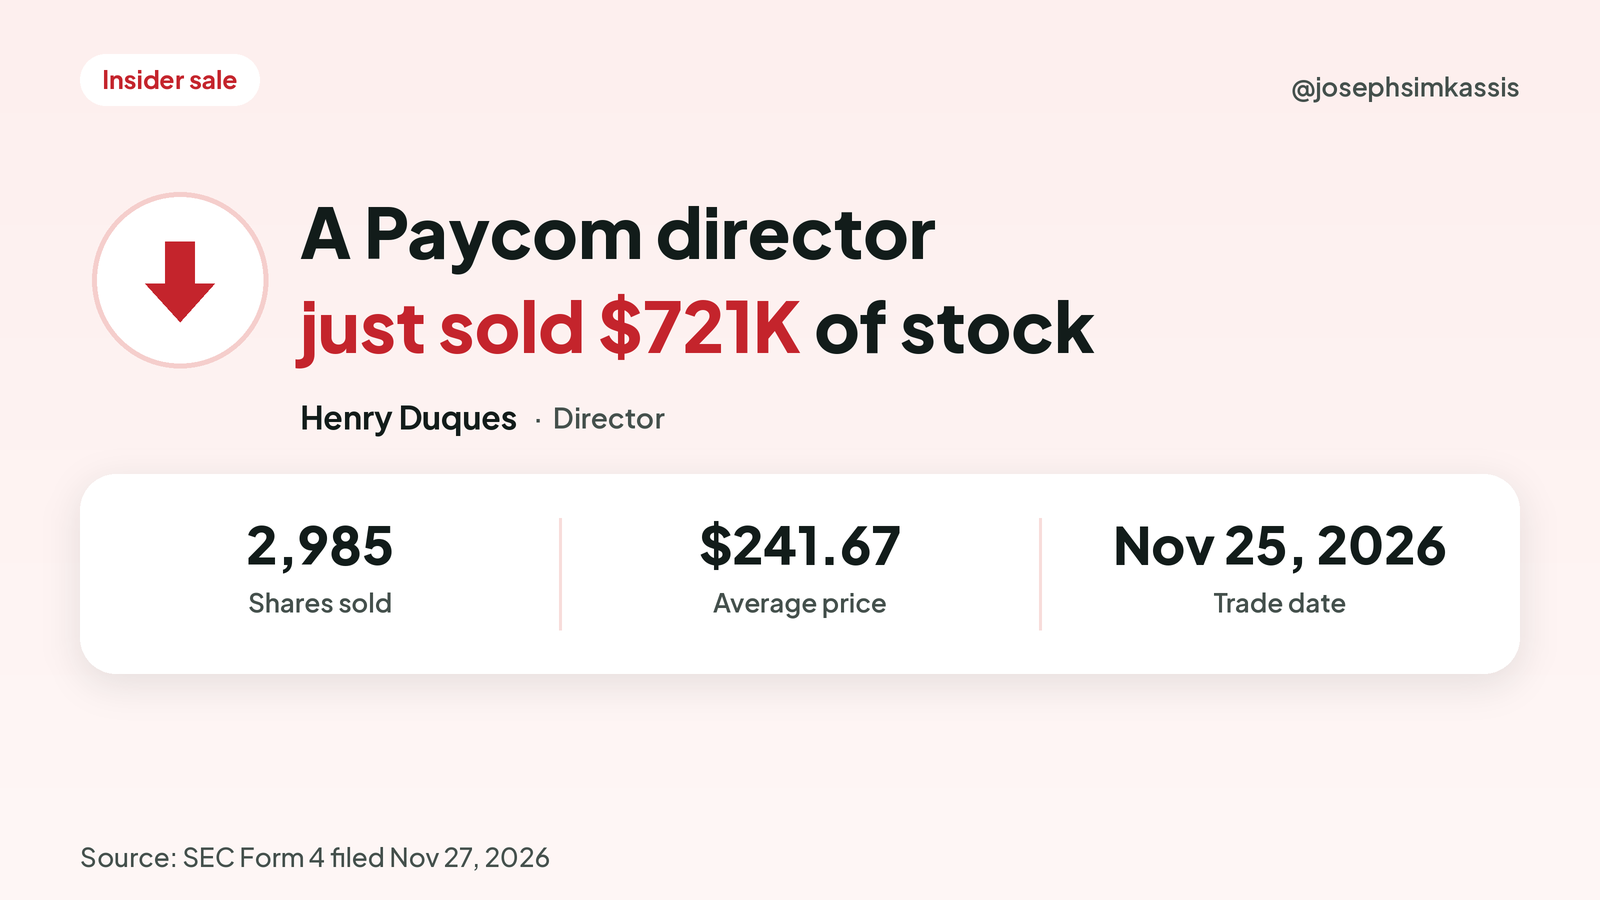 Insider sale
@josephsimkassis
A Paycom director
just sold $721K of stock
Henry Duques · Director
2,985
Shares sold
$241.67
Average price
Nov 25, 2026
Trade date
Source: SEC Form 4 filed Nov 27, 2026